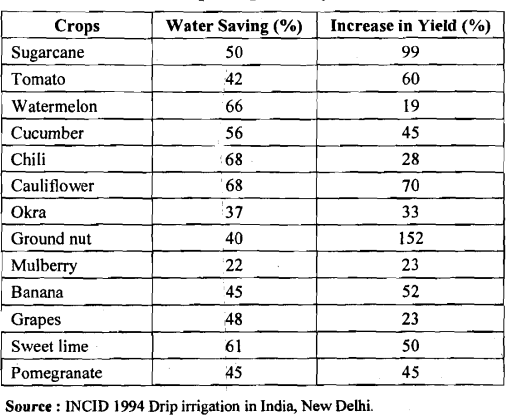 Crops Water Saving (%) Increase in Yield (%)
Sugarcane 50 99
Tomato 42 60
Watermelon 66 19
Cucumber 56 45
Chili 68 28
Cauliflower 68 70
Okra 37 33
Ground nut 40 152
Mulberry 22 23
Banana 45 52
Grapes 48 23
Sweet lime 61 50
Pomegranate 45 45
Source : INCID 1994 Drip irrigation in India, New Delhi.